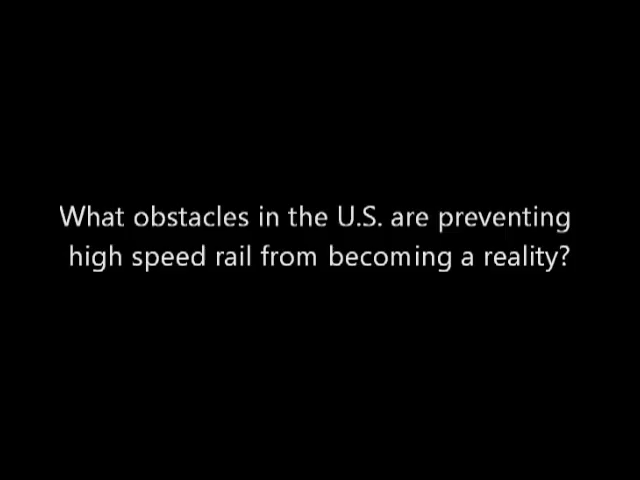 What obstacles in the U.S. are preventing
high speed rail from becoming a reality?